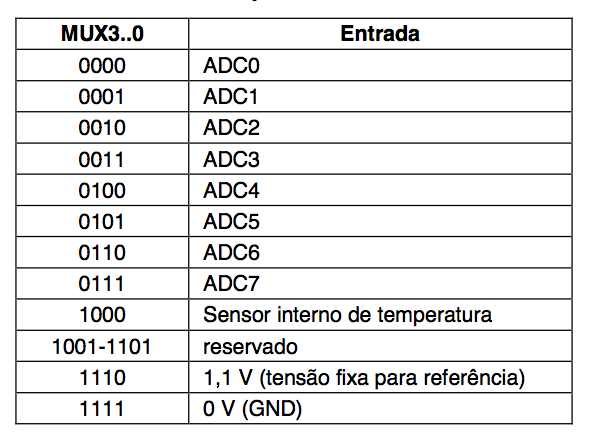 MUX3..0 Entrada
0000 ADC0
0001 ADC1
0010 ADC2
0011 ADC3
0100 ADC4
0101 ADC5
0110 ADC6
0111 ADC7
1000 Sensor interno de temperatura
1001-1101 reservado
1110 1,1 V (tensão fixa para referência)
1111 0 V (GND)